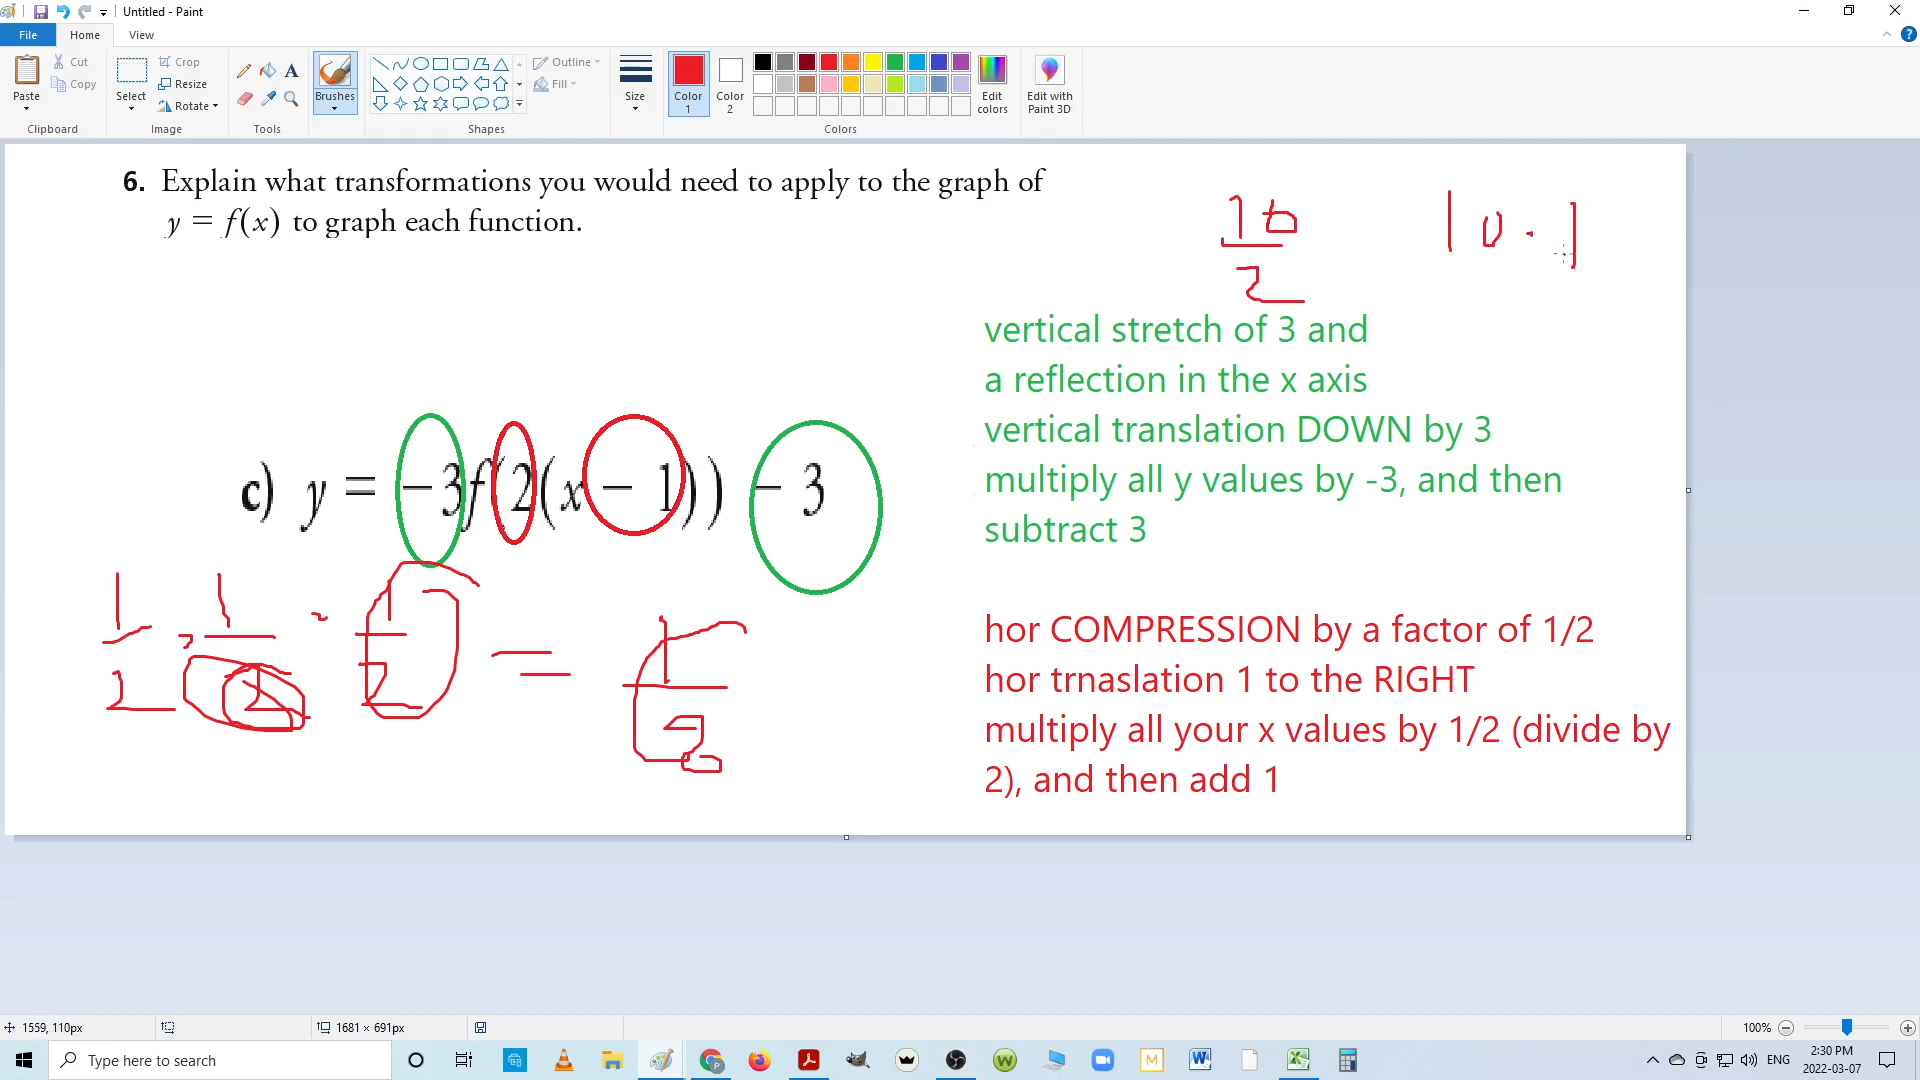 Untitled - Paint
File Home View
Paste
Cut
Copy
Clipboard
Select
Crop
Resize
Rotate
Image
Tools
Brushes
Shapes
Outline
Fill
Size
Color 1
Color 2
Edit colors
Colors
Edit with Paint 3D
6. Explain what transformations you would need to apply to the graph of
y = f(x) to graph each function.
vertical stretch of 3 and
a reflection in the x axis
vertical translation DOWN by 3
multiply all y values by -3, and then
subtract 3
c) y = −3f(2(x − 1)) − 3
hor COMPRESSION by a factor of 1/2
hor trnaslation 1 to the RIGHT
multiply all your x values by 1/2 (divide by
2), and then add 1
1559, 110px
1681 × 691px
100%
Type here to search
ENG
2:30 PM
2022-03-07